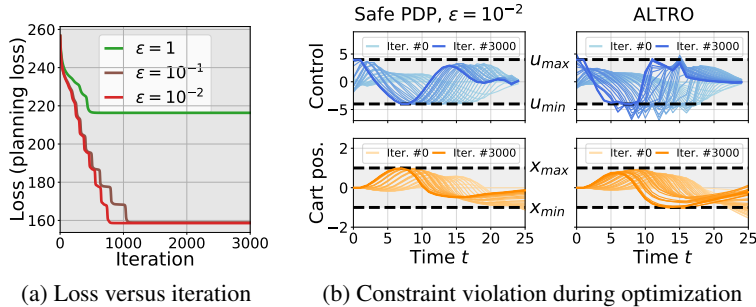 Safe PDP, ε = 10⁻²
ALTRO
260
240
220
200
180
160
Loss (planning loss)
ε = 1
ε = 10⁻¹
ε = 10⁻²
0 1000 2000 3000
Iteration
Control
5
0
−5
Iter. #0 Iter. #3000
u_max
u_min
Iter. #0 Iter. #3000
Cart pos.
2
0
−2
Iter. #0 Iter. #3000
x_max
x_min
Iter. #0 Iter. #3000
0 5 10 15 20 25
Time t
0 5 10 15 20 25
Time t
(a) Loss versus iteration
(b) Constraint violation during optimization